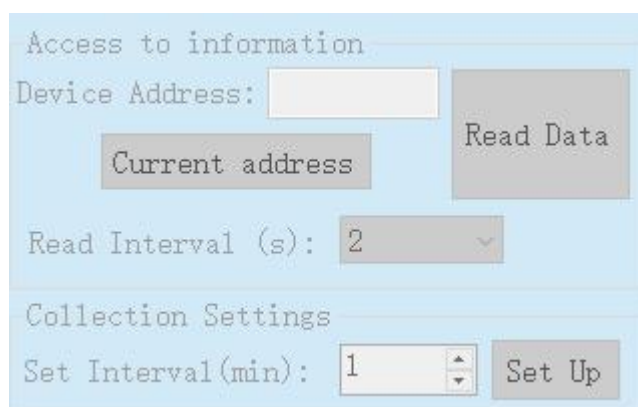 Access to information
Device Address:
Read Data
Current address
Read Interval (s): 2
Collection Settings
Set Interval(min): 1 Set Up